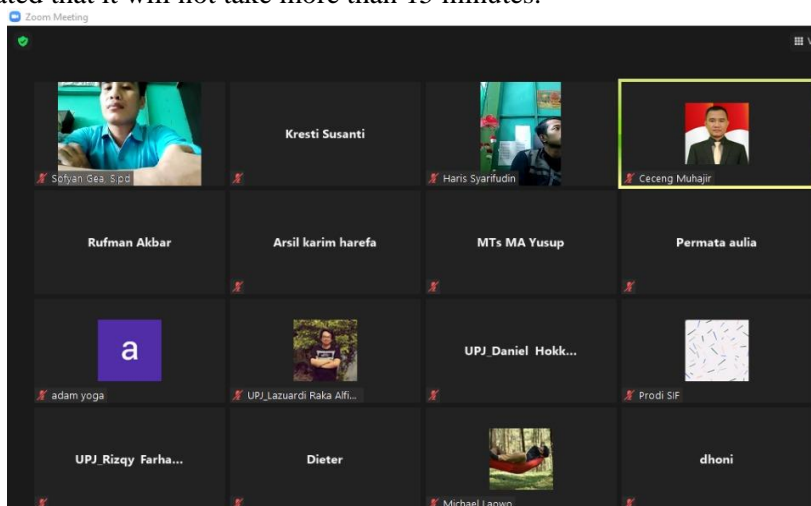 ated that it will not take more than 15 minutes.
Zoom Meeting
Sofyan Gea, S.pd
Kresti Susanti
Haris Syarifudin
Ceceng Muhajir
Rufman Akbar
Arsil karim harefa
MTs MA Yusup
Permata aulia
a
adam yoga
UPJ_Lazuardi Raka Alfi...
UPJ_Daniel Hokk...
Prodi SIF
UPJ_Rizqy Farha...
Dieter
Michael Laowo
dhoni